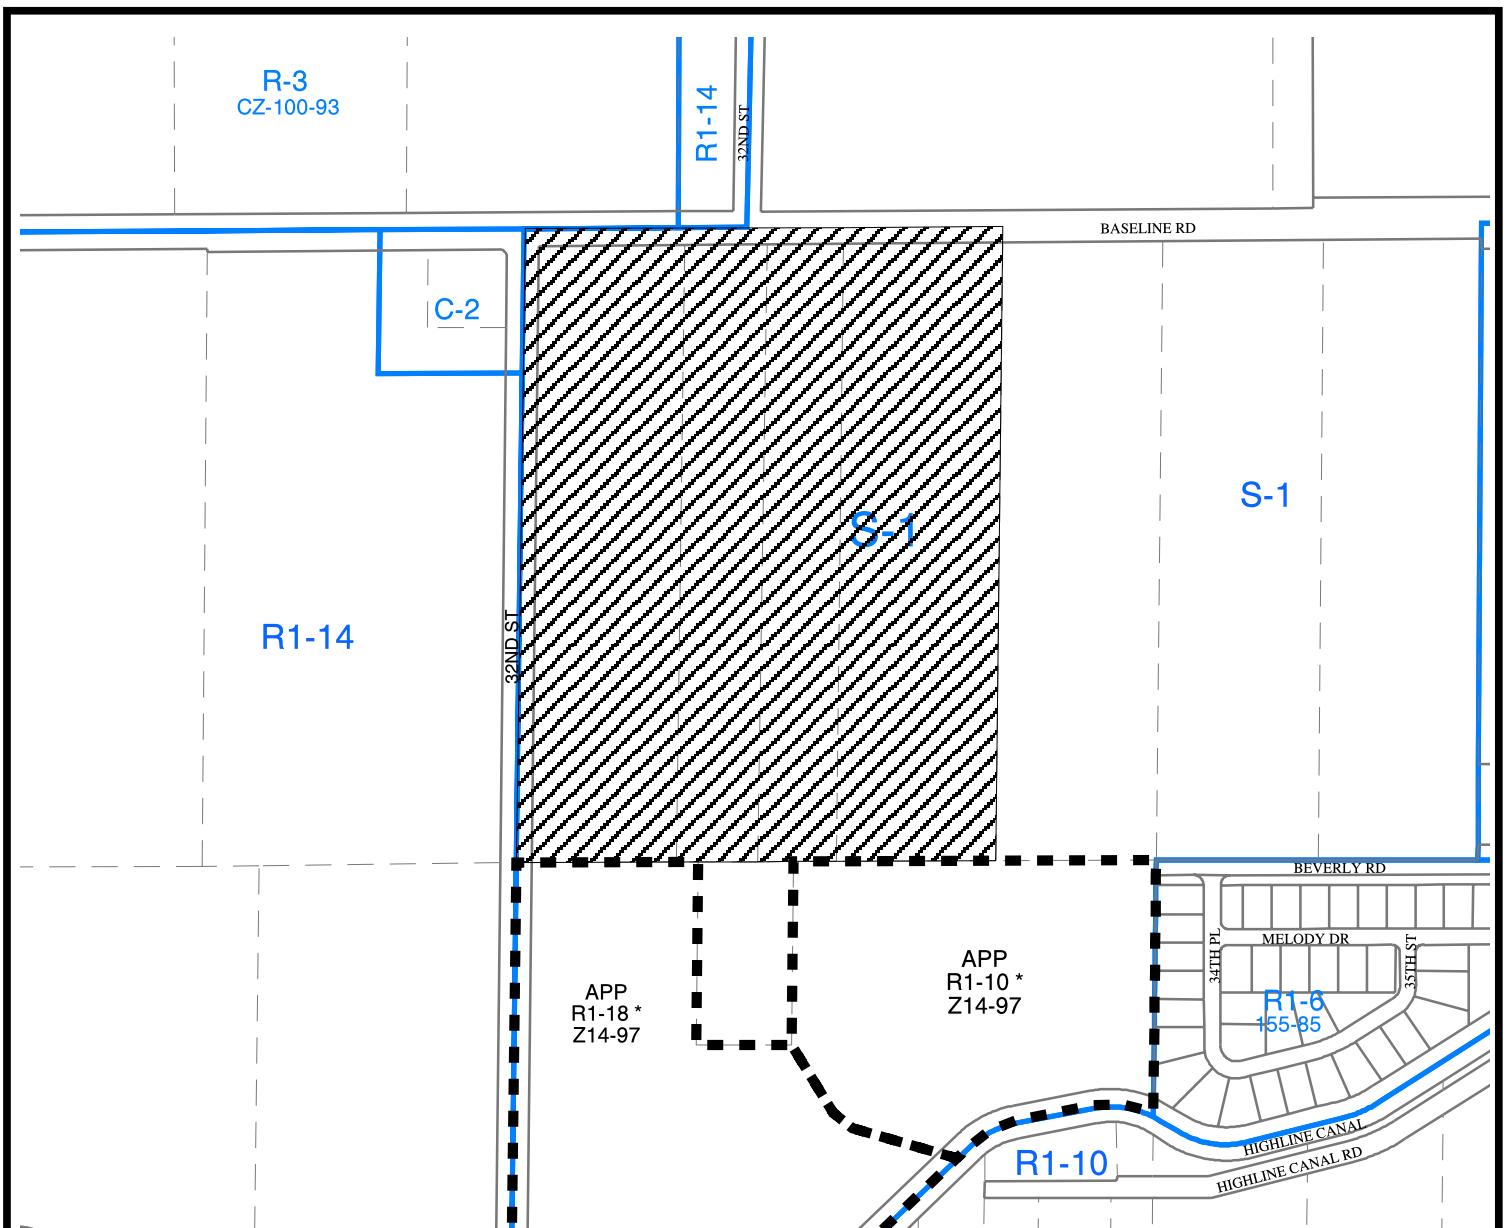 R-3
CZ-100-93
R1-14
32ND ST
BASELINE RD
C-2
S-1
S-1
R1-14
32ND ST
BEVERLY RD
MELODY DR
34TH PL
35TH ST
R1-6
155-85
APP
R1-18 *
Z14-97
APP
R1-10 *
Z14-97
HIGHLINE CANAL
R1-10
HIGHLINE CANAL RD